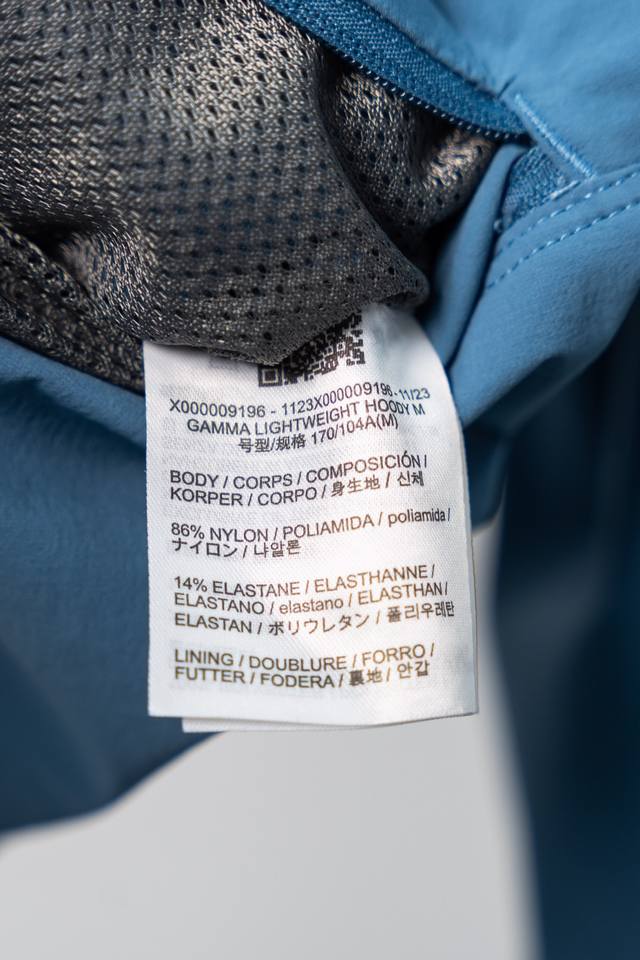 X000009196 - 1123X000009196 - 11/23
GAMMA LIGHTWEIGHT HOODY M
号型/规格 170/104A(M)
BODY / CORPS / COMPOSICIÓN /
KORPER / CORPO / 身生地 / 신체
86% NYLON / POLIAMIDA / poliamida /
ナイロン / 나알론
14% ELASTANE / ELASTHANNE /
ELASTANO / elastano / ELASTHAN /
ELASTAN / ポリウレタン / 폴리우레탄
LINING / DOUBLURE / FORRO /
FUTTER / FODERA / 裏地 / 안감